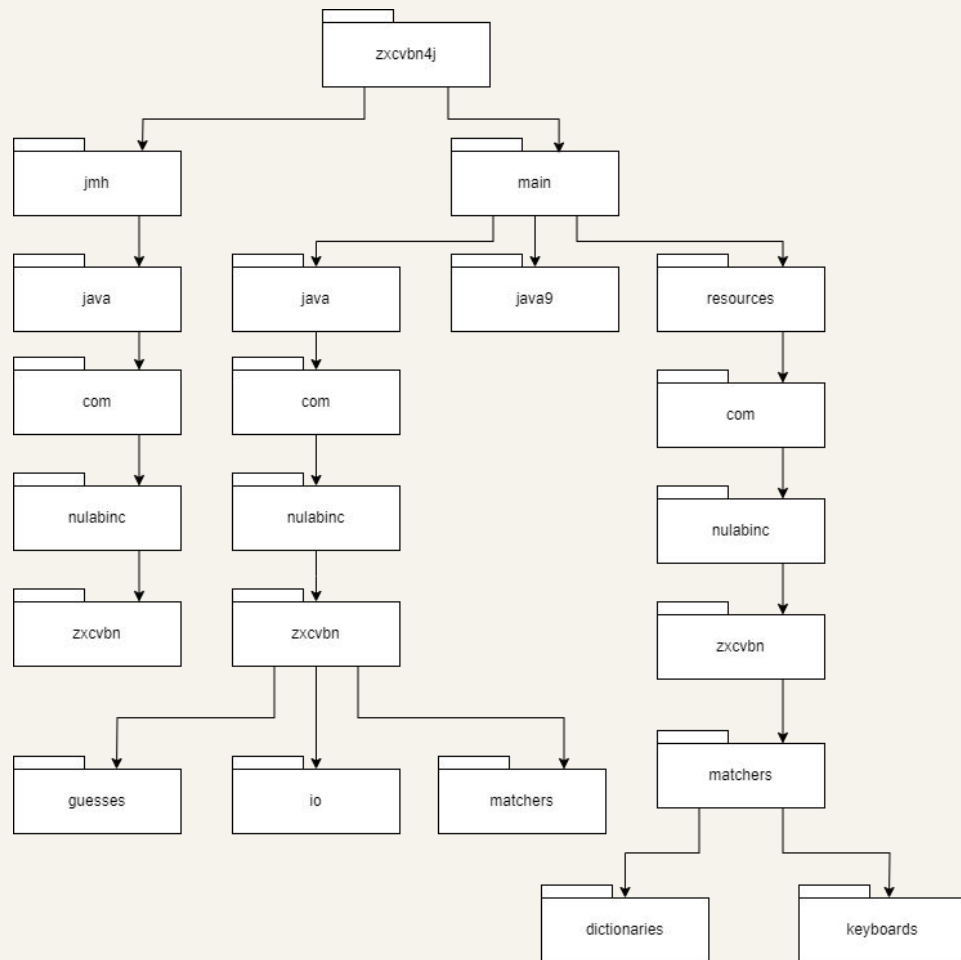 zxcvbn4j
jmh
main
java
java
java9
resources
com
com
com
nulabinc
nulabinc
nulabinc
zxcvbn
zxcvbn
zxcvbn
matchers
guesses
io
matchers
dictionaries
keyboards